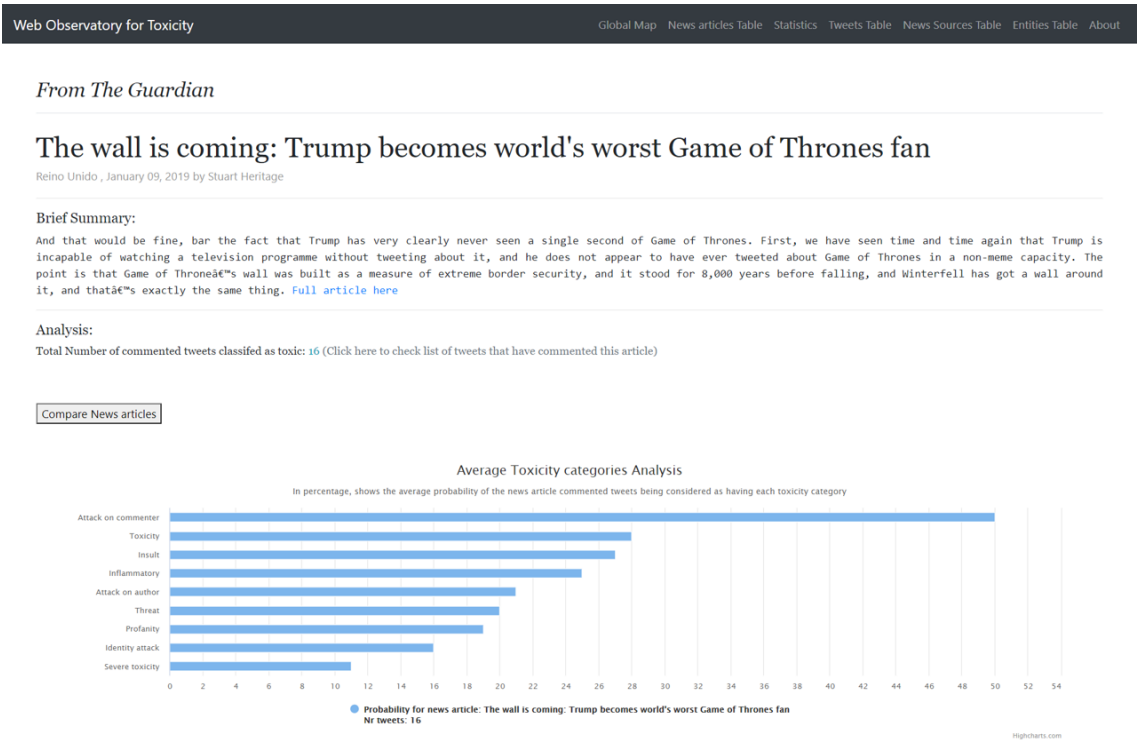 Web Observatory for Toxicity
Global Map News articles Table Statistics Tweets Table News Sources Table Entities Table About
From The Guardian
The wall is coming: Trump becomes world's worst Game of Thrones fan
Reino Unido , January 09, 2019 by Stuart Heritage
Brief Summary:
And that would be fine, bar the fact that Trump has very clearly never seen a single second of Game of Thrones. First, we have seen time and time again that Trump is
incapable of watching a television programme without tweeting about it, and he does not appear to have ever tweeted about Game of Thrones in a non-meme capacity. The
point is that Game of Throneâ€™s wall was built as a measure of extreme border security, and it stood for 8,000 years before falling, and Winterfell has got a wall around
it, and thatâ€™s exactly the same thing. Full article here
Analysis:
Total Number of commented tweets classifed as toxic: 16 (Click here to check list of tweets that have commented this article)
Compare News articles
Average Toxicity categories Analysis
In percentage, shows the average probability of the news article commented tweets being considered as having each toxicity category
Attack on commenter
Toxicity
Insult
Inflammatory
Attack on author
Threat
Profanity
Identity attack
Severe toxicity
0 2 4 6 8 10 12 14 16 18 20 22 24 26 28 30 32 34 36 38 40 42 44 46 48 50 52 54
Probability for news article: The wall is coming: Trump becomes world's worst Game of Thrones fan
Nr tweets: 16
Highcharts.com